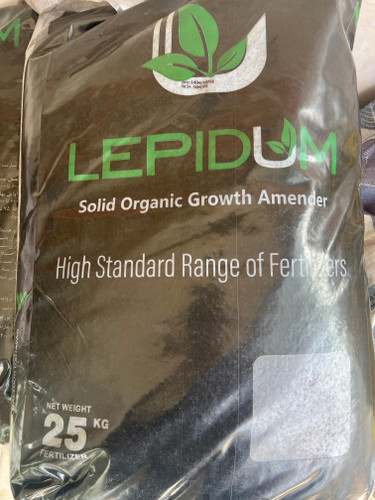 LEPIDUM
Solid Organic Growth Amender
High Standard Range of Fertilizers
NET WEIGHT
25 KG
FERTILIZER